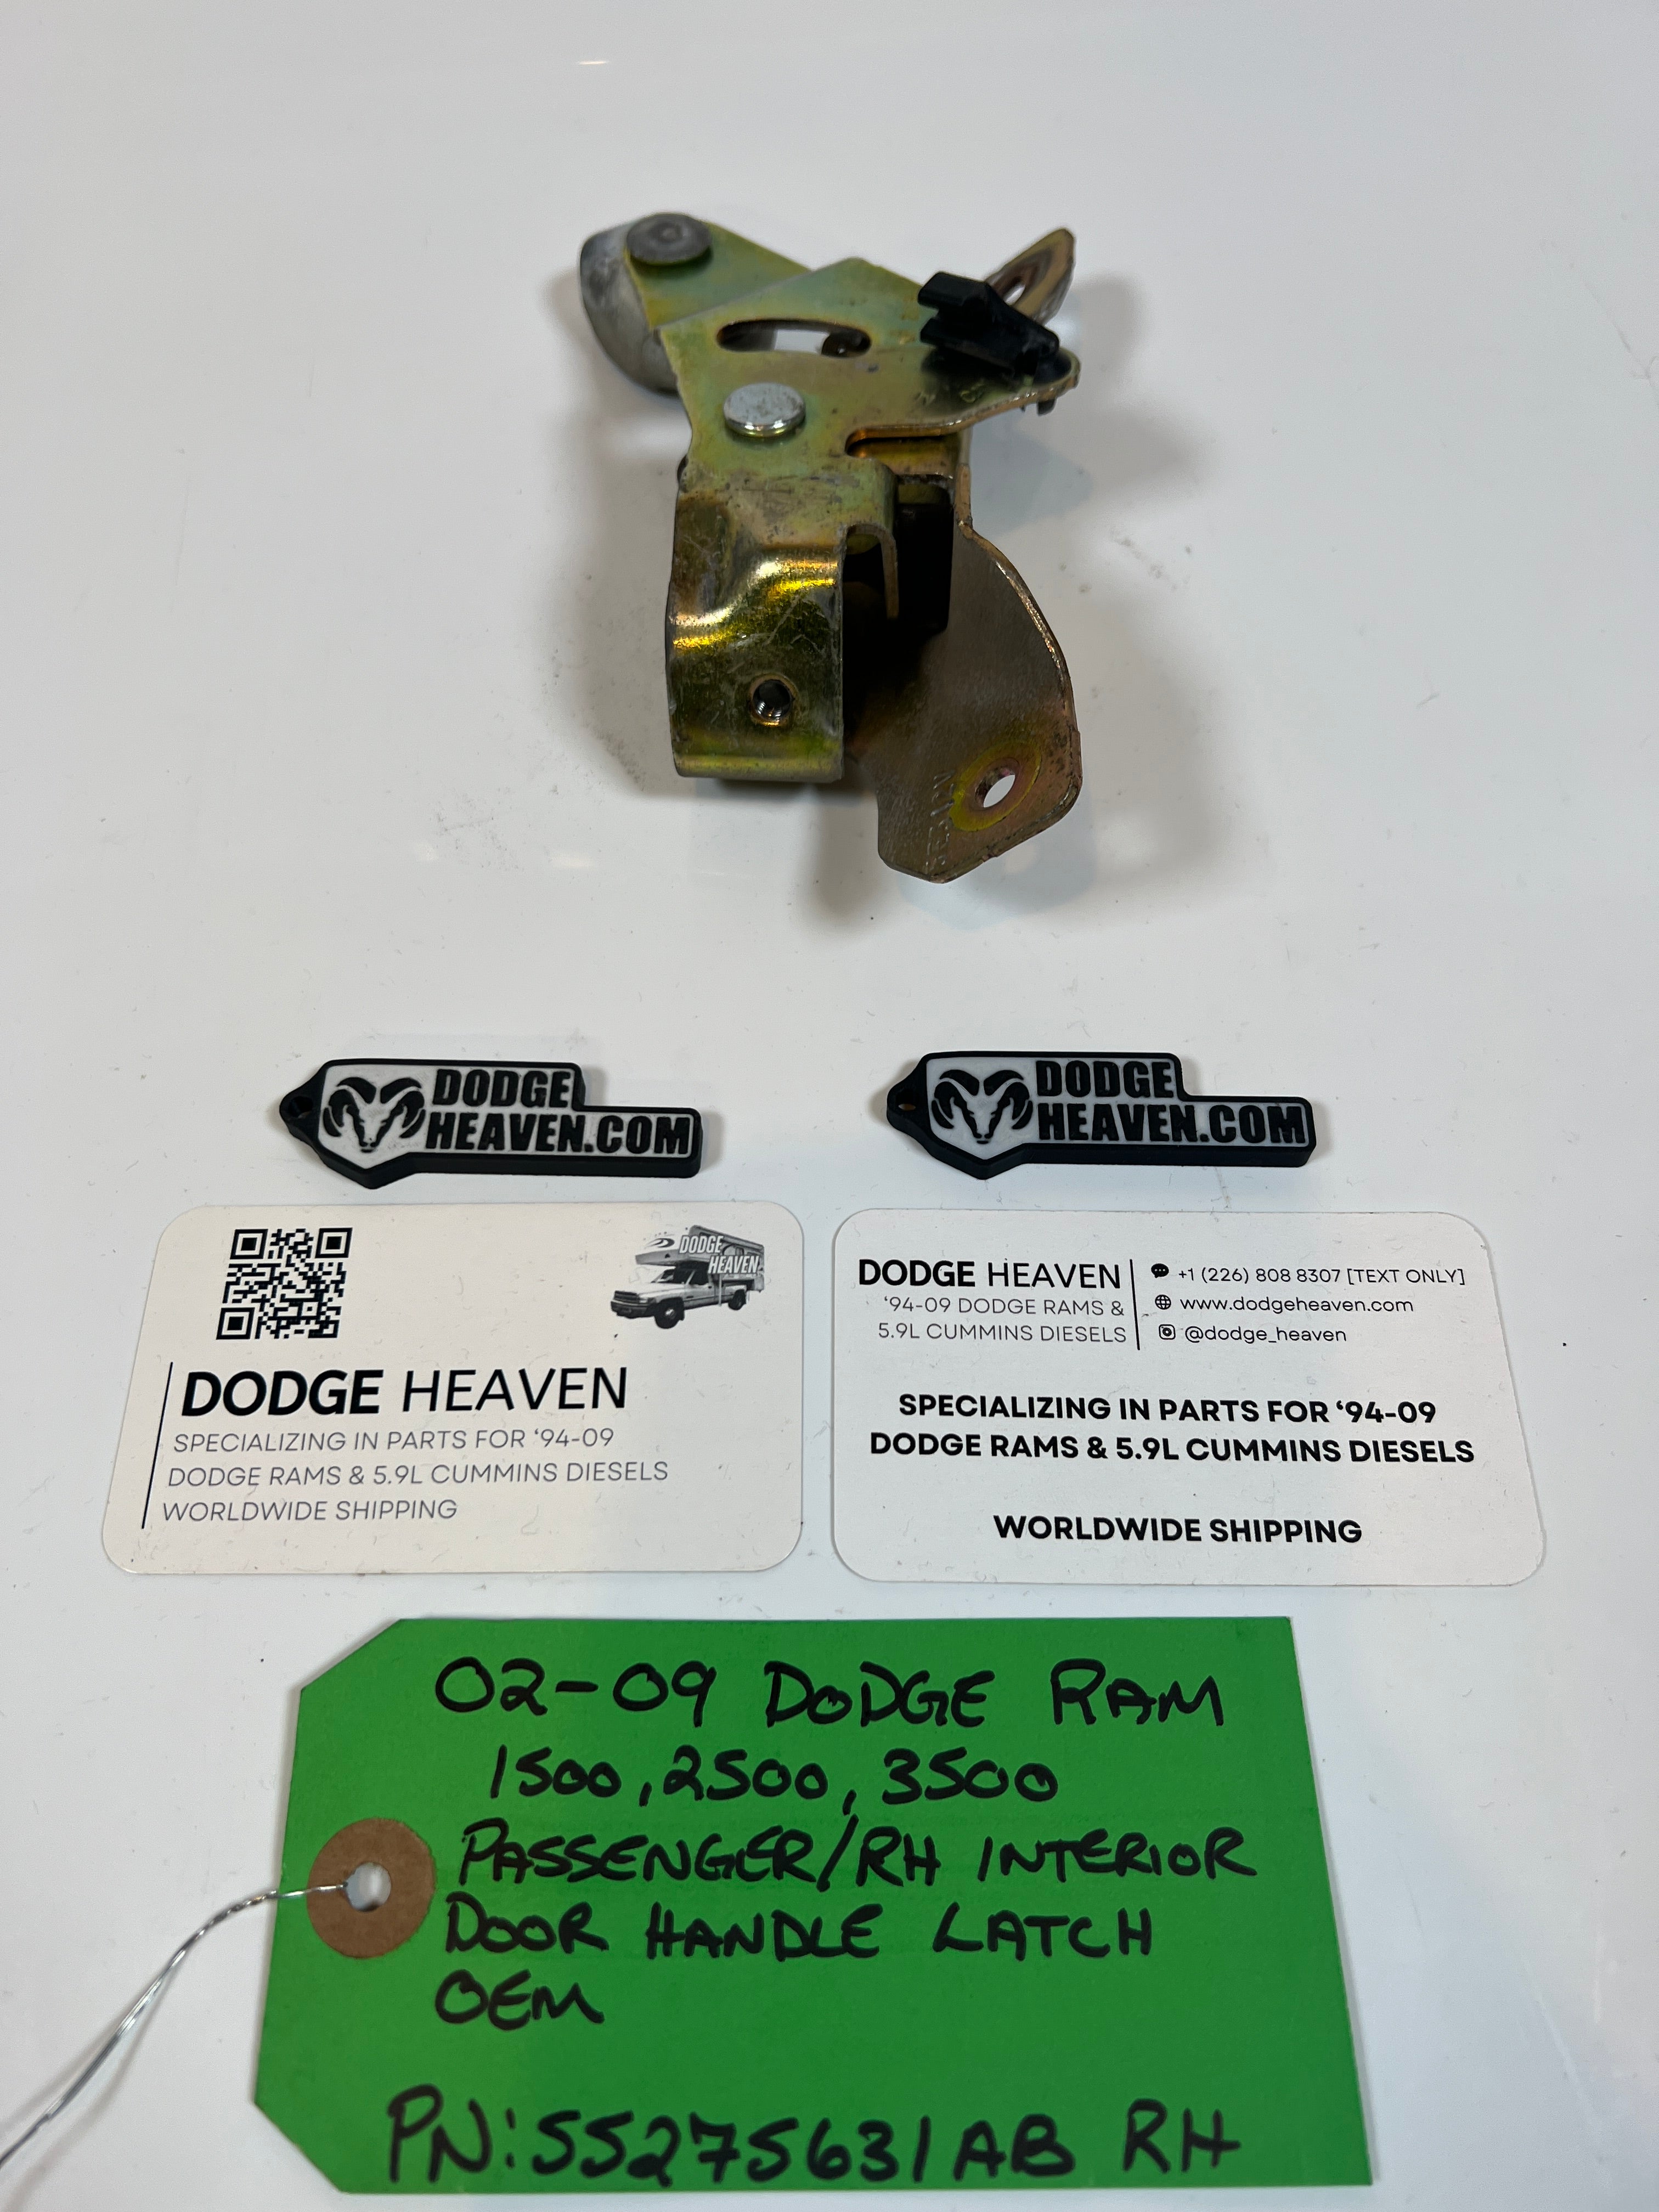 DODGE
HEAVEN.COM
DODGE
HEAVEN.COM
DODGE
HEAVEN
DODGE HEAVEN
SPECIALIZING IN PARTS FOR ‘94-09
DODGE RAMS & 5.9L CUMMINS DIESELS
WORLDWIDE SHIPPING
DODGE HEAVEN
‘94-09 DODGE RAMS &
5.9L CUMMINS DIESELS
+1 (226) 808 8307 [TEXT ONLY]
www.dodgeheaven.com
@dodge_heaven
SPECIALIZING IN PARTS FOR ‘94-09
DODGE RAMS & 5.9L CUMMINS DIESELS
WORLDWIDE SHIPPING
02-09 DODGE RAM
1500, 2500, 3500
PASSENGER/RH INTERIOR
DOOR HANDLE LATCH
OEM
PN: 55275631AB RH